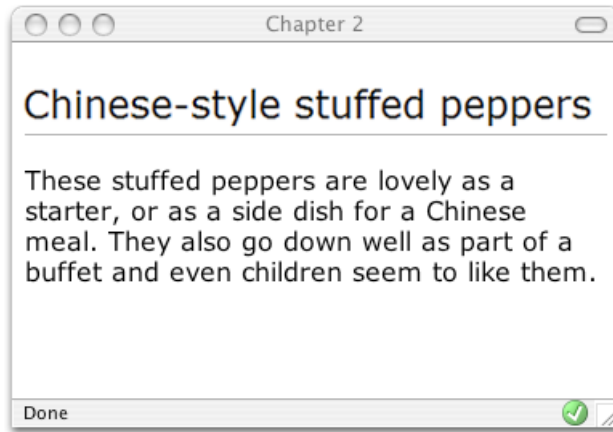 Chapter 2
Chinese-style stuffed peppers
These stuffed peppers are lovely as a
starter, or as a side dish for a Chinese
meal. They also go down well as part of a
buffet and even children seem to like them.
Done